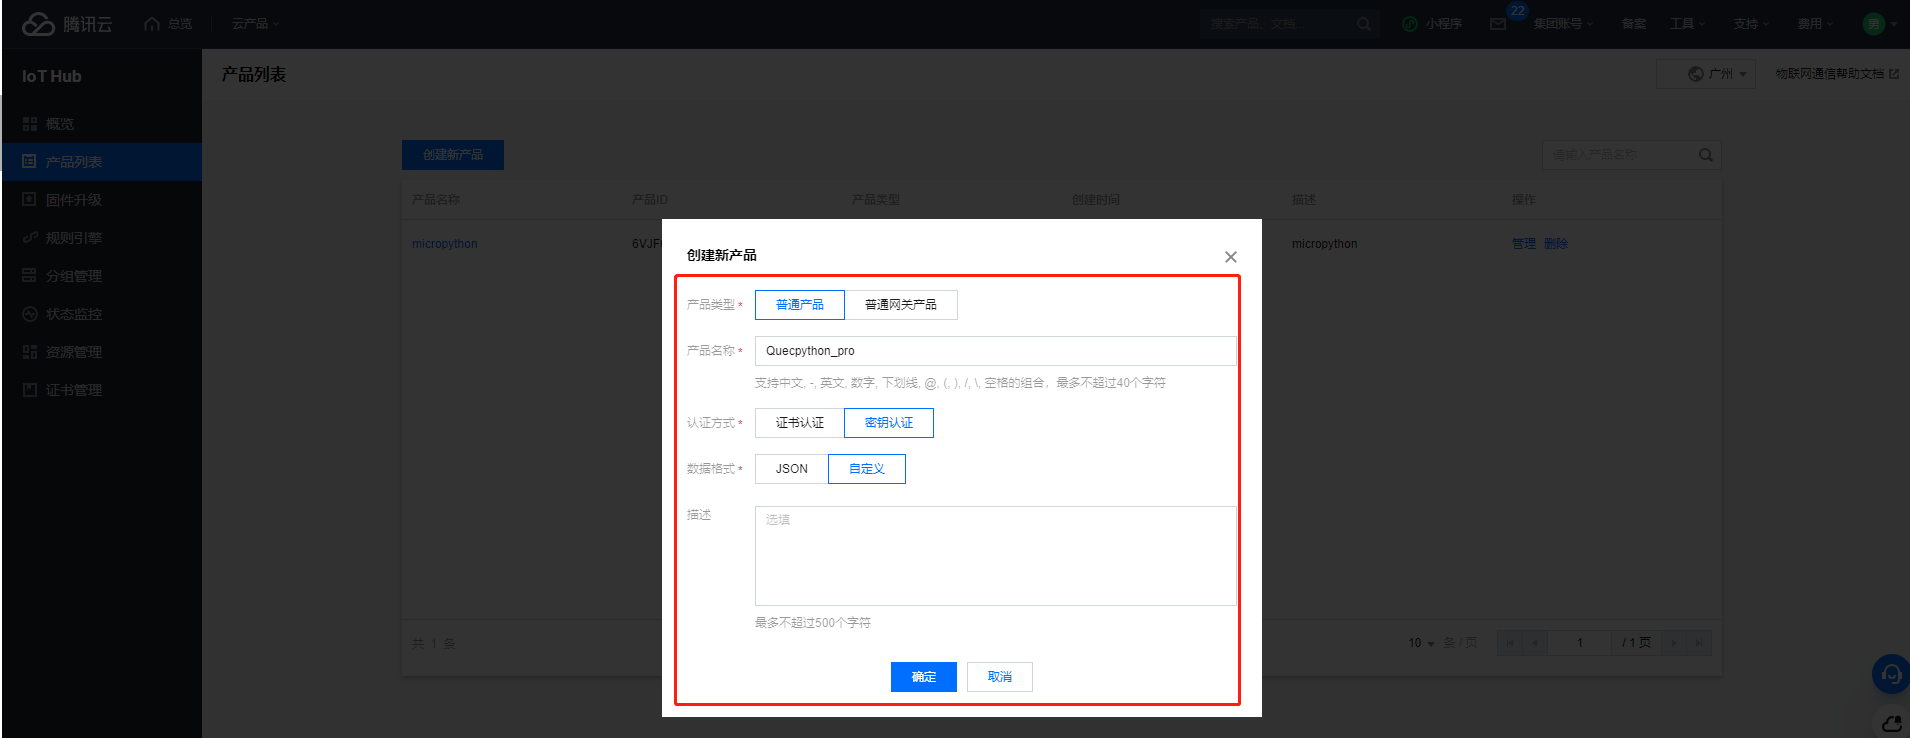 腾讯云 总览 云产品 搜索产品、文档... 小程序 22 集团账号 备案 工具 支持 费用 男
IoT Hub
产品列表 广州 物联网通信帮助文档
概览
产品列表
固件升级
规则引擎
分组管理
状态监控
资源管理
证书管理
创建新产品 请输入产品名称
产品名称 产品ID 产品类型 创建时间 描述 操作
micropython 6VJF micropython 管理 删除
创建新产品
产品类型 * 普通产品 普通网关产品
产品名称 * Quecpython_pro
支持中文, -, 英文, 数字, 下划线, @, (, ), /, \, 空格的组合，最多不超过40个字符
认证方式 * 证书认证 密钥认证
数据格式 * JSON 自定义
描述 选填
最多不超过500个字符
确定 取消
共 1 条 10 条 / 页 1 / 1 页